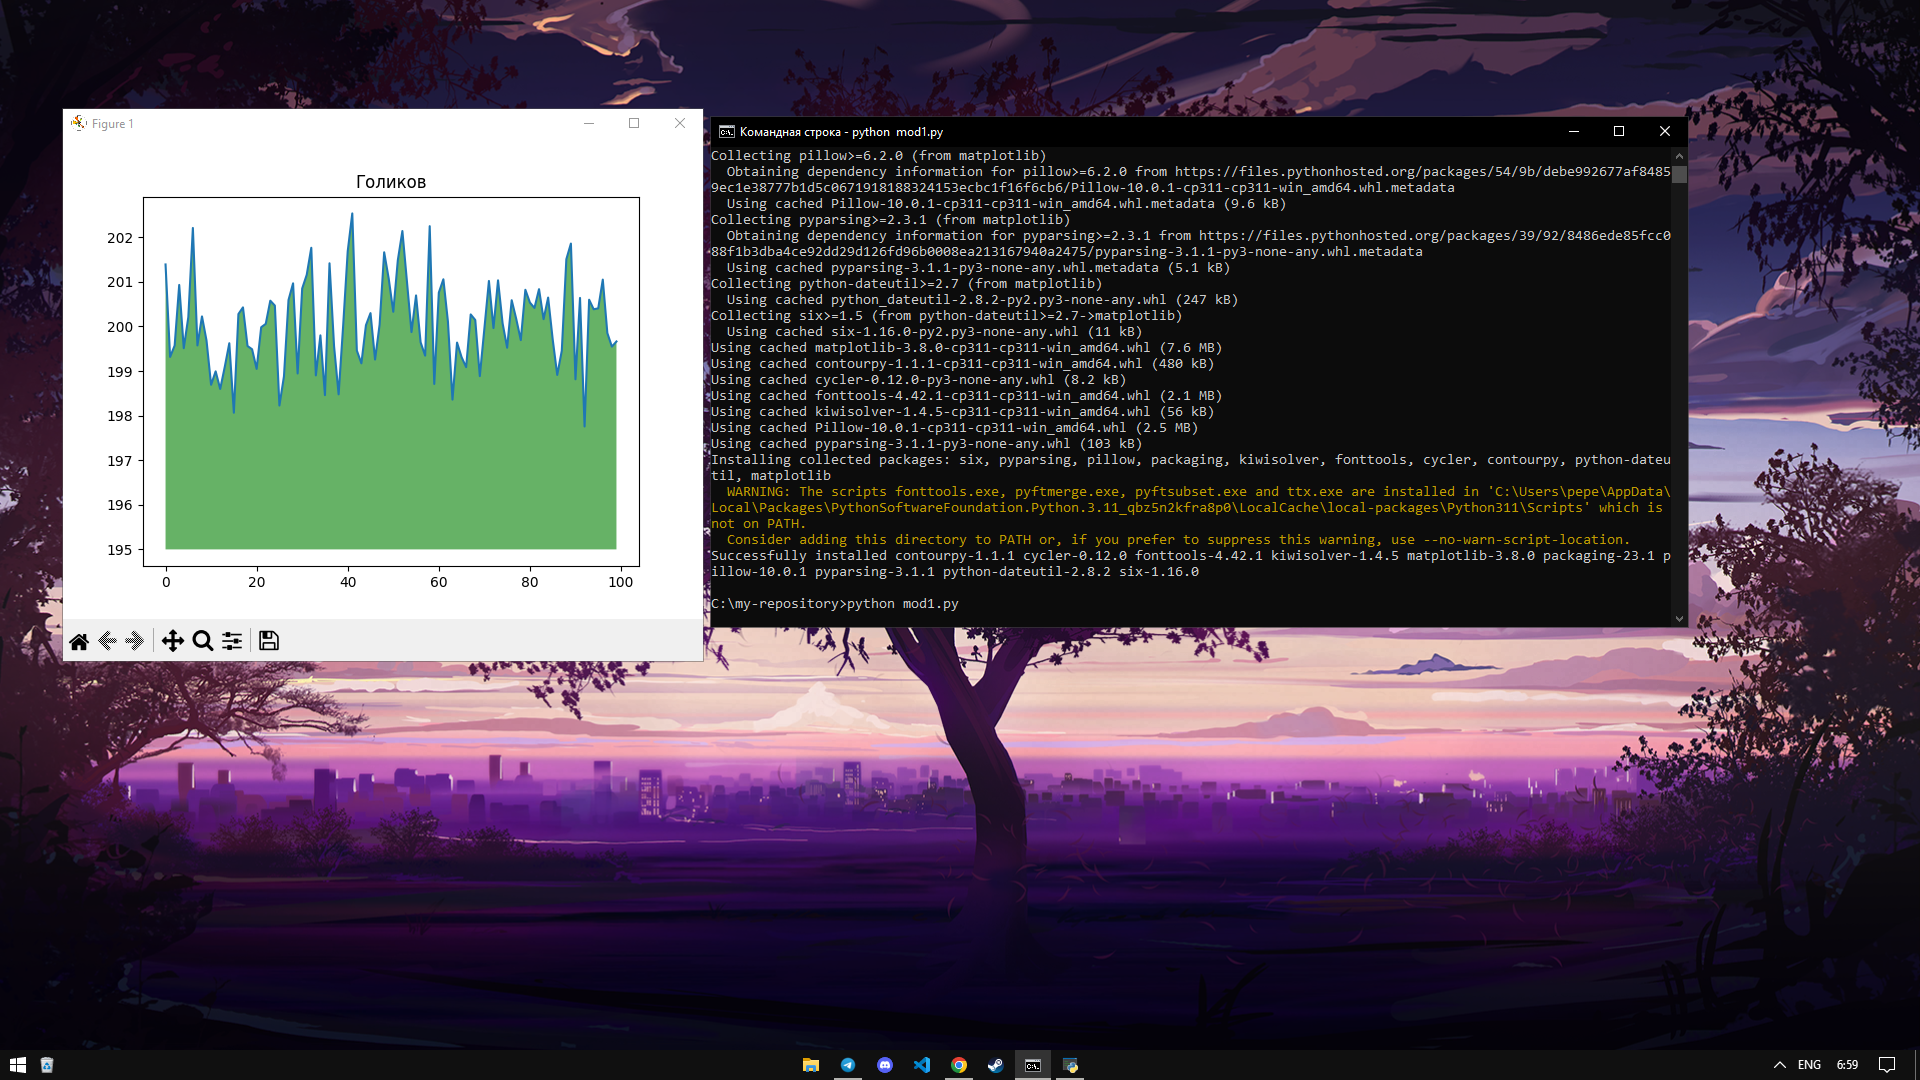 Figure 1
Голиков
202
201
200
199
198
197
196
195
0 20 40 60 80 100
Командная строка - python  mod1.py
Collecting pillow>=6.2.0 (from matplotlib)
  Obtaining dependency information for pillow>=6.2.0 from https://files.pythonhosted.org/packages/54/9b/debe992677af8485
9ec1e38777b1d5c0671918188324153ecbc1f16f6cb6/Pillow-10.0.1-cp311-cp311-win_amd64.whl.metadata
  Using cached Pillow-10.0.1-cp311-cp311-win_amd64.whl.metadata (9.6 kB)
Collecting pyparsing>=2.3.1 (from matplotlib)
  Obtaining dependency information for pyparsing>=2.3.1 from https://files.pythonhosted.org/packages/39/92/8486ede85fcc0
88f1b3dba4ce92dd29d126fd96b0008ea213167940a2475/pyparsing-3.1.1-py3-none-any.whl.metadata
  Using cached pyparsing-3.1.1-py3-none-any.whl.metadata (5.1 kB)
Collecting python-dateutil>=2.7 (from matplotlib)
  Using cached python_dateutil-2.8.2-py2.py3-none-any.whl (247 kB)
Collecting six>=1.5 (from python-dateutil>=2.7->matplotlib)
  Using cached six-1.16.0-py2.py3-none-any.whl (11 kB)
Using cached matplotlib-3.8.0-cp311-cp311-win_amd64.whl (7.6 MB)
Using cached contourpy-1.1.1-cp311-cp311-win_amd64.whl (480 kB)
Using cached cycler-0.12.0-py3-none-any.whl (8.2 kB)
Using cached fonttools-4.42.1-cp311-cp311-win_amd64.whl (2.1 MB)
Using cached kiwisolver-1.4.5-cp311-cp311-win_amd64.whl (56 kB)
Using cached Pillow-10.0.1-cp311-cp311-win_amd64.whl (2.5 MB)
Using cached pyparsing-3.1.1-py3-none-any.whl (103 kB)
Installing collected packages: six, pyparsing, pillow, packaging, kiwisolver, fonttools, cycler, contourpy, python-dateu
til, matplotlib
  WARNING: The scripts fonttools.exe, pyftmerge.exe, pyftsubset.exe and ttx.exe are installed in 'C:\Users\pepe\AppData\
Local\Packages\PythonSoftwareFoundation.Python.3.11_qbz5n2kfra8p0\LocalCache\local-packages\Python311\Scripts' which is
not on PATH.
  Consider adding this directory to PATH or, if you prefer to suppress this warning, use --no-warn-script-location.
Successfully installed contourpy-1.1.1 cycler-0.12.0 fonttools-4.42.1 kiwisolver-1.4.5 matplotlib-3.8.0 packaging-23.1 p
illow-10.0.1 pyparsing-3.1.1 python-dateutil-2.8.2 six-1.16.0
C:\my-repository>python mod1.py
ENG 6:59